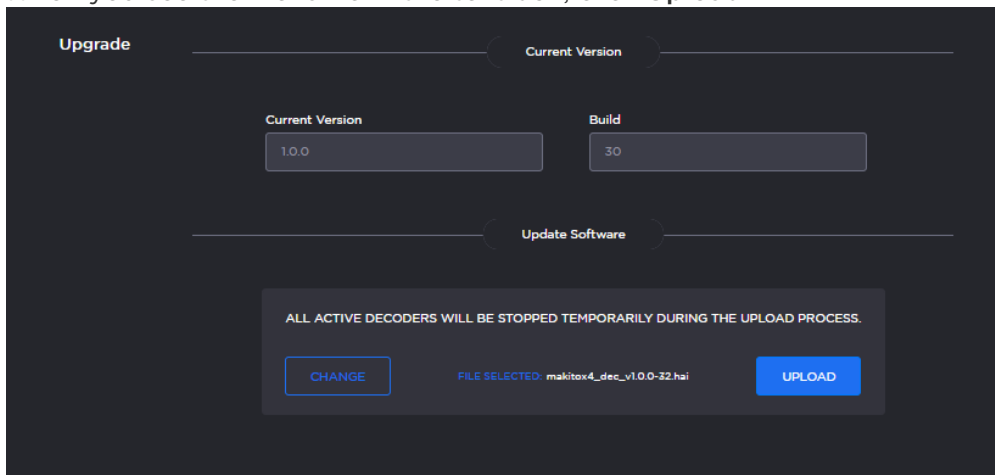 Upgrade
Current Version
Current Version Build
1.0.0 30
Update Software
ALL ACTIVE DECODERS WILL BE STOPPED TEMPORARILY DURING THE UPLOAD PROCESS.
CHANGE FILE SELECTED: makitox4_dec_v1.0.0-32.hai UPLOAD